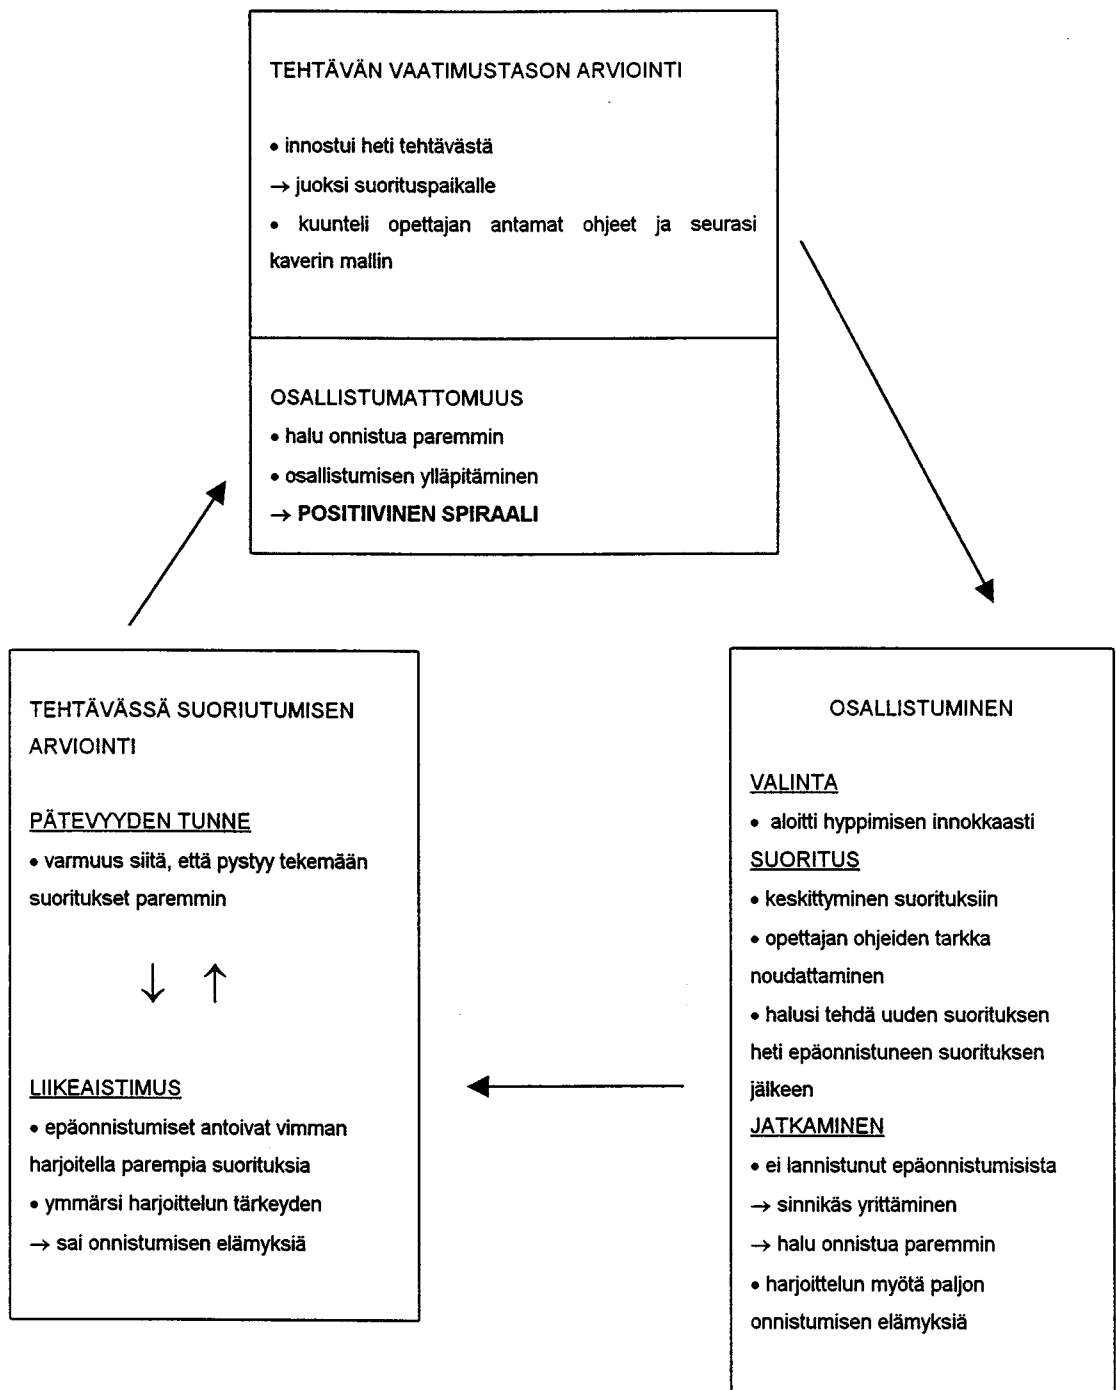 TEHTÄVÄN VAATIMUSTASON ARVIOINTI
• innostui heti tehtävästä
→ juoksi suorituspaikalle
• kuunteli opettajan antamat ohjeet ja seurasi
kaverin mallin
OSALLISTUMATTOMUUS
• halu onnistua paremmin
• osallistumisen ylläpitäminen
→ POSITIIVINEN SPIRAALI
TEHTÄVÄSSÄ SUORIUTUMISEN
ARVIOINTI
PÄTEVYYDEN TUNNE
• varmuus siitä, että pystyy tekemään
suoritukset paremmin
↓ ↑
LIIKEAISTIMUS
• epäonnistumiset antoivat vimman
harjoitella parempia suorituksia
• ymmärsi harjoittelun tärkeyden
→ sai onnistumisen elämyksiä
OSALLISTUMINEN
VALINTA
• aloitti hyppimisen innokkaasti
SUORITUS
• keskittyminen suorituksiin
• opettajan ohjeiden tarkka
noudattaminen
• halusi tehdä uuden suorituksen
heti epäonnistuneen suorituksen
jälkeen
JATKAMINEN
• ei lannistunut epäonnistumisista
→ sinnikäs yrittäminen
→ halu onnistua paremmin
• harjoittelun myötä paljon
onnistumisen elämyksiä